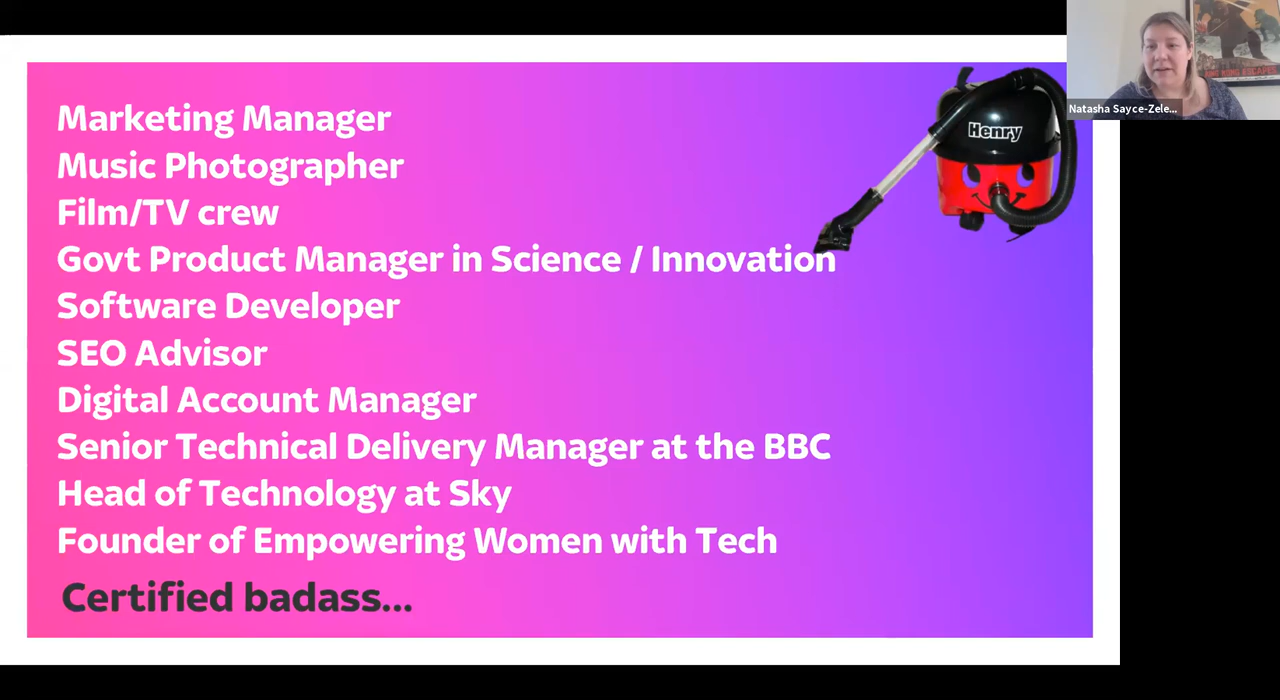 Marketing Manager
Music Photographer
Film/TV crew
Govt Product Manager in Science / Innovation
Software Developer
SEO Advisor
Digital Account Manager
Senior Technical Delivery Manager at the BBC
Head of Technology at Sky
Founder of Empowering Women with Tech
Certified badass...
Henry
Natasha Sayce-Zele...